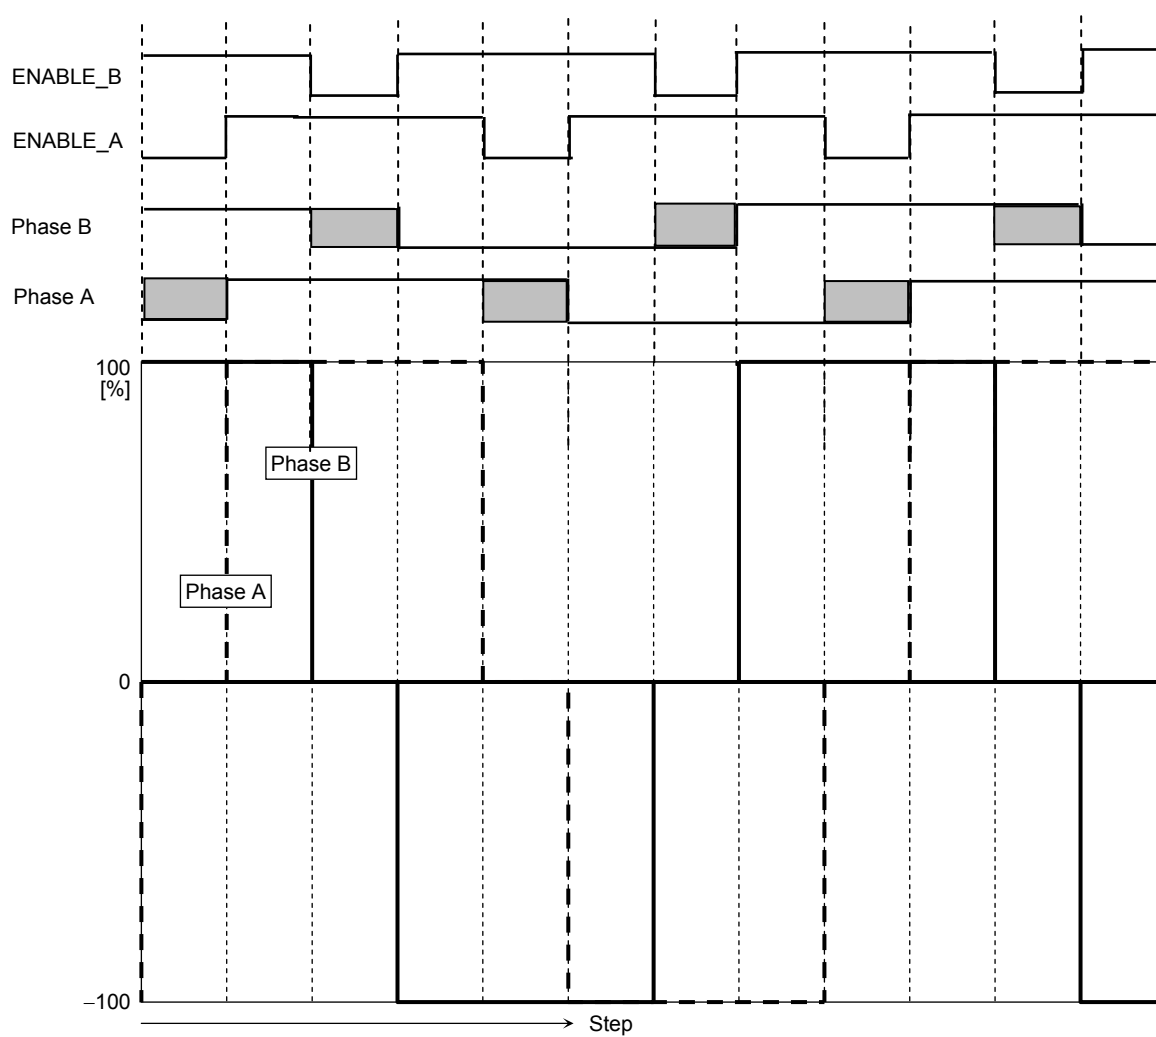 ENABLE_B
ENABLE_A
Phase B
Phase A
100
[%]
Phase B
Phase A
0
−100
Step